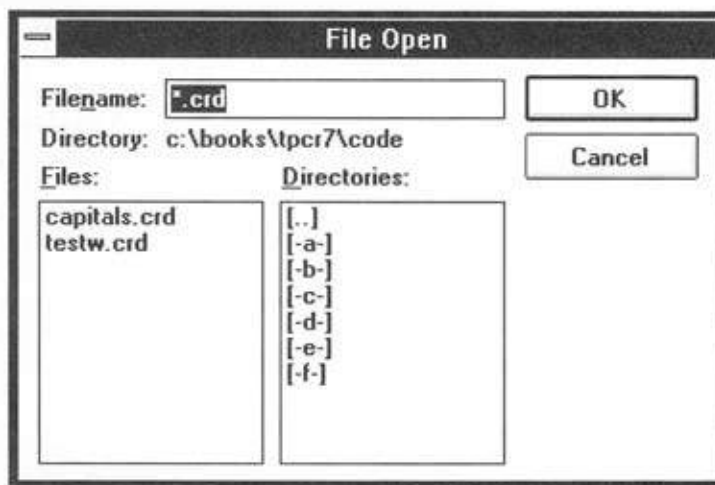 File Open
Filename: *.crd
OK
Directory: c:\books\tpcr7\code
Cancel
Files:
Directories:
capitals.crd
testw.crd
[..]
[-a-]
[-b-]
[-c-]
[-d-]
[-e-]
[-f-]